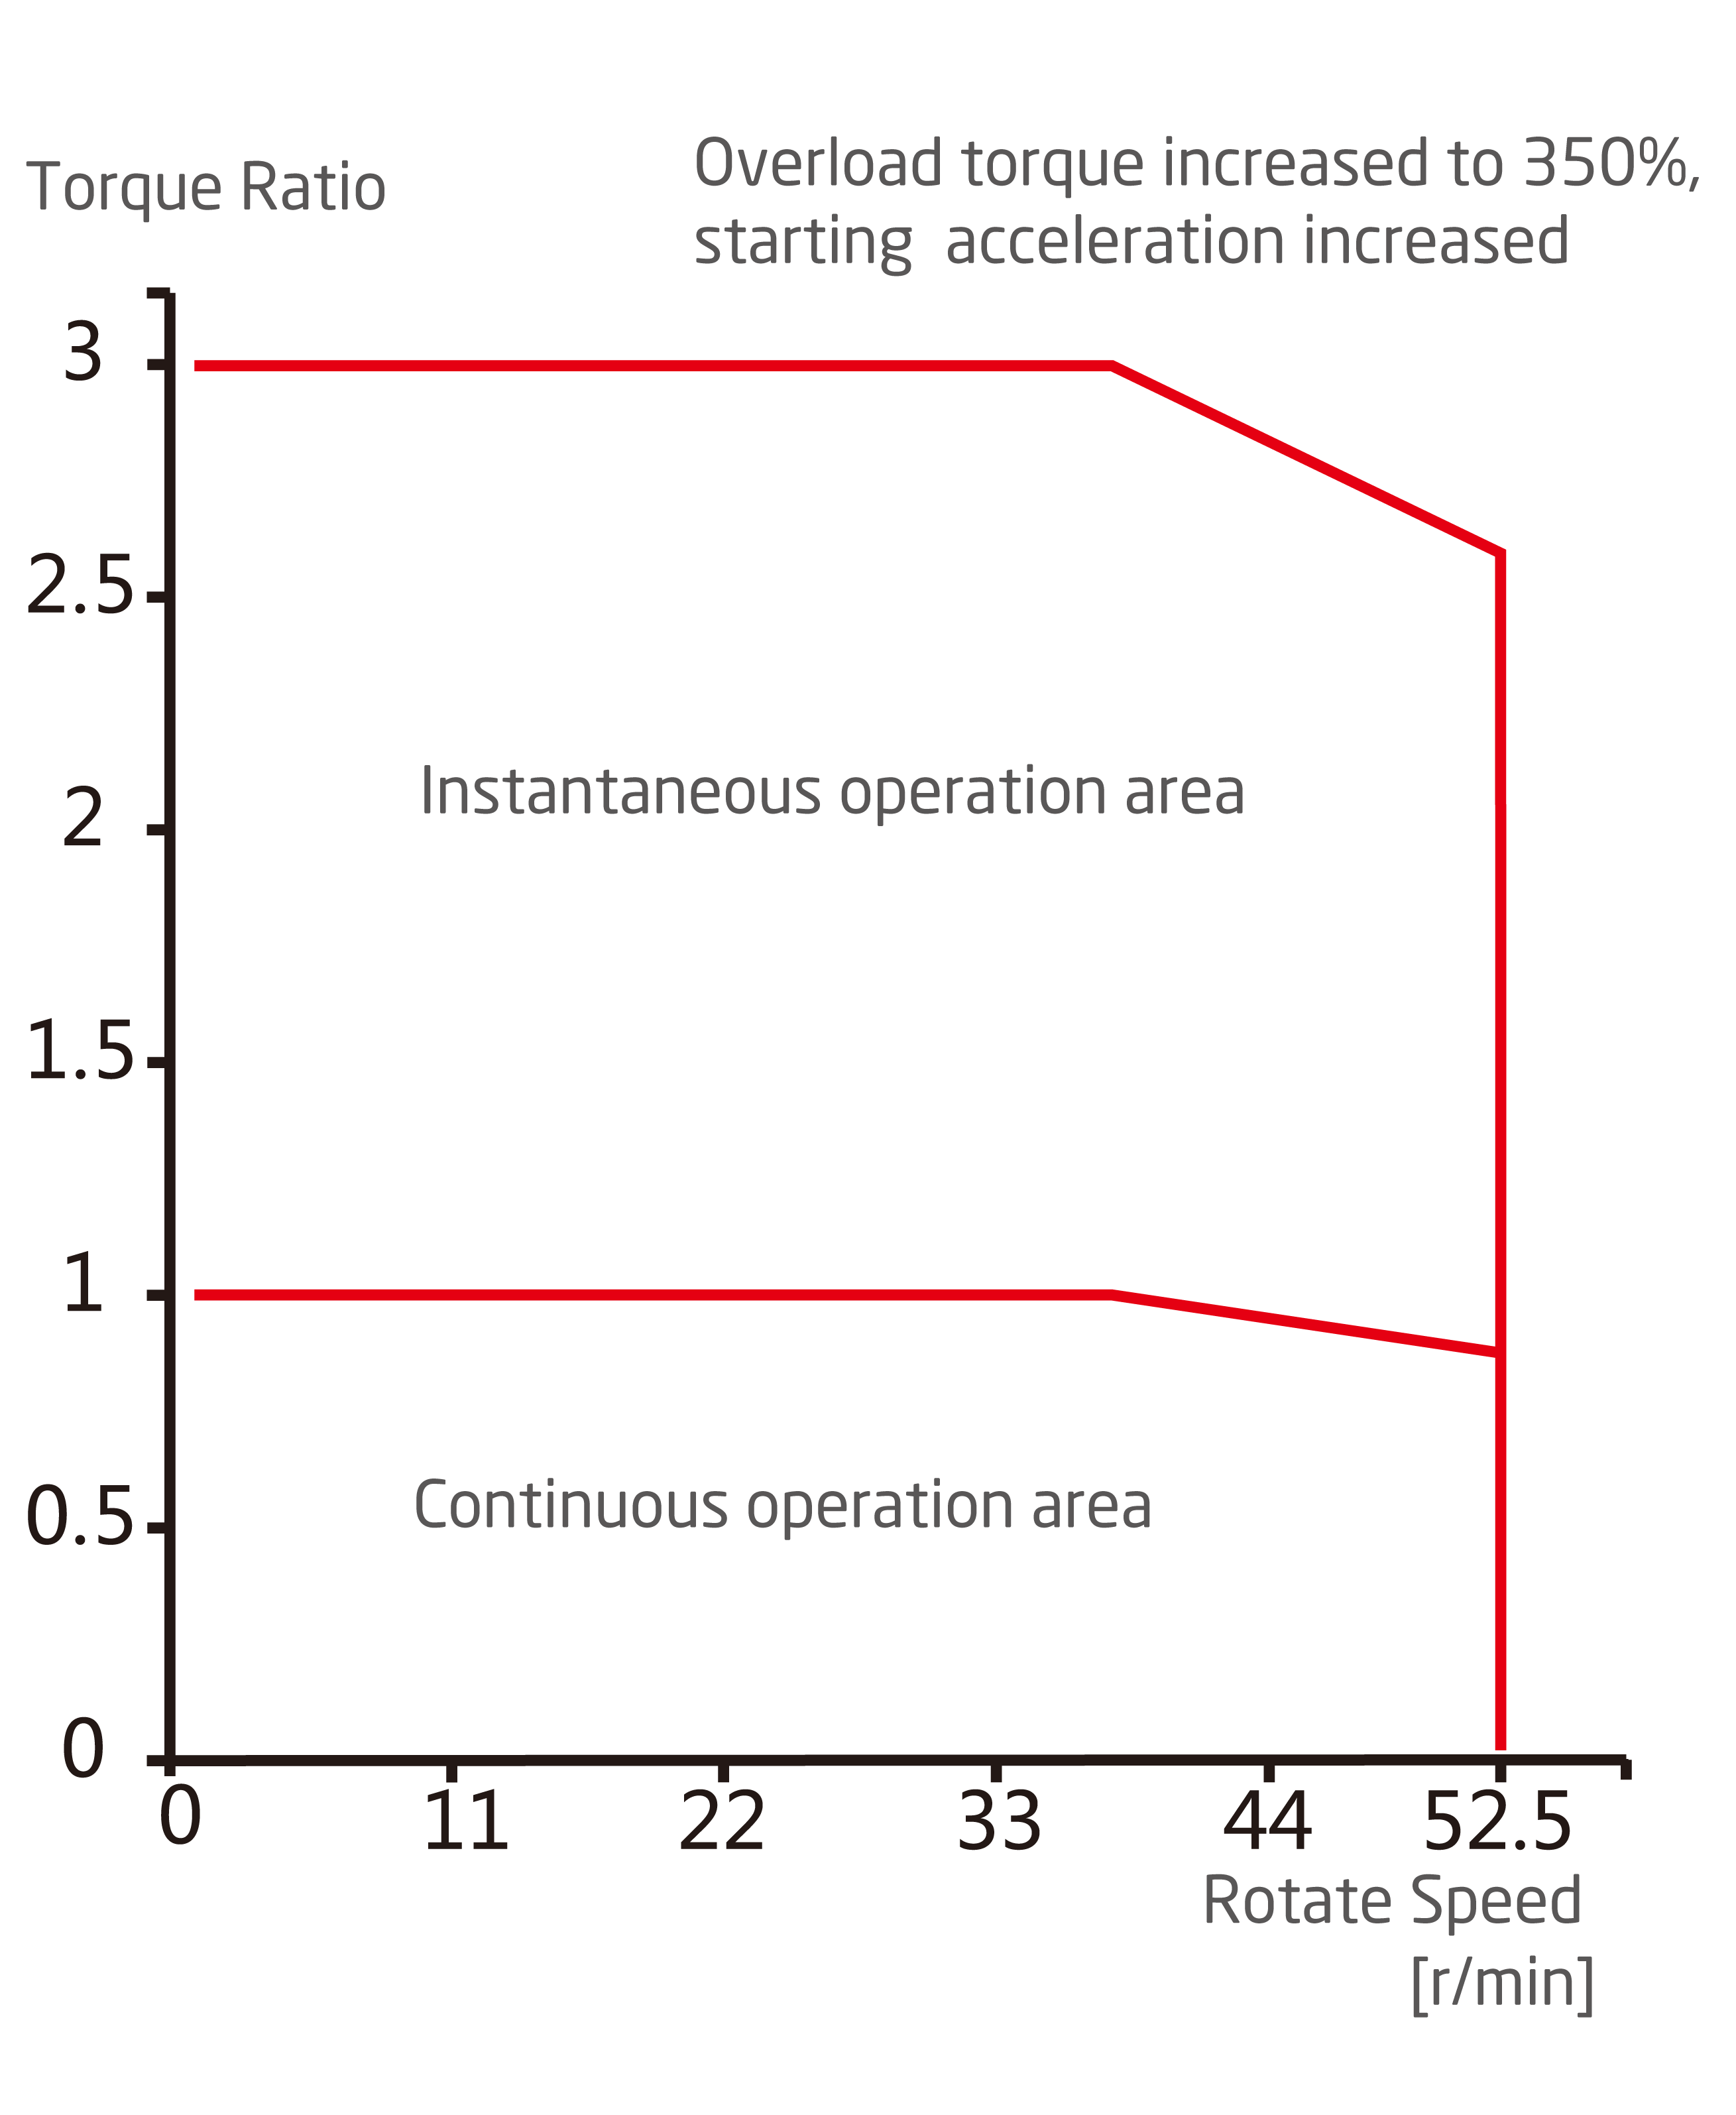 Torque Ratio
Overload torque increased to 350%,
starting acceleration increased
3
2.5
2
Instantaneous operation area
1.5
1
Continuous operation area
0.5
0
0 11 22 33 44 52.5
Rotate Speed
[r/min]